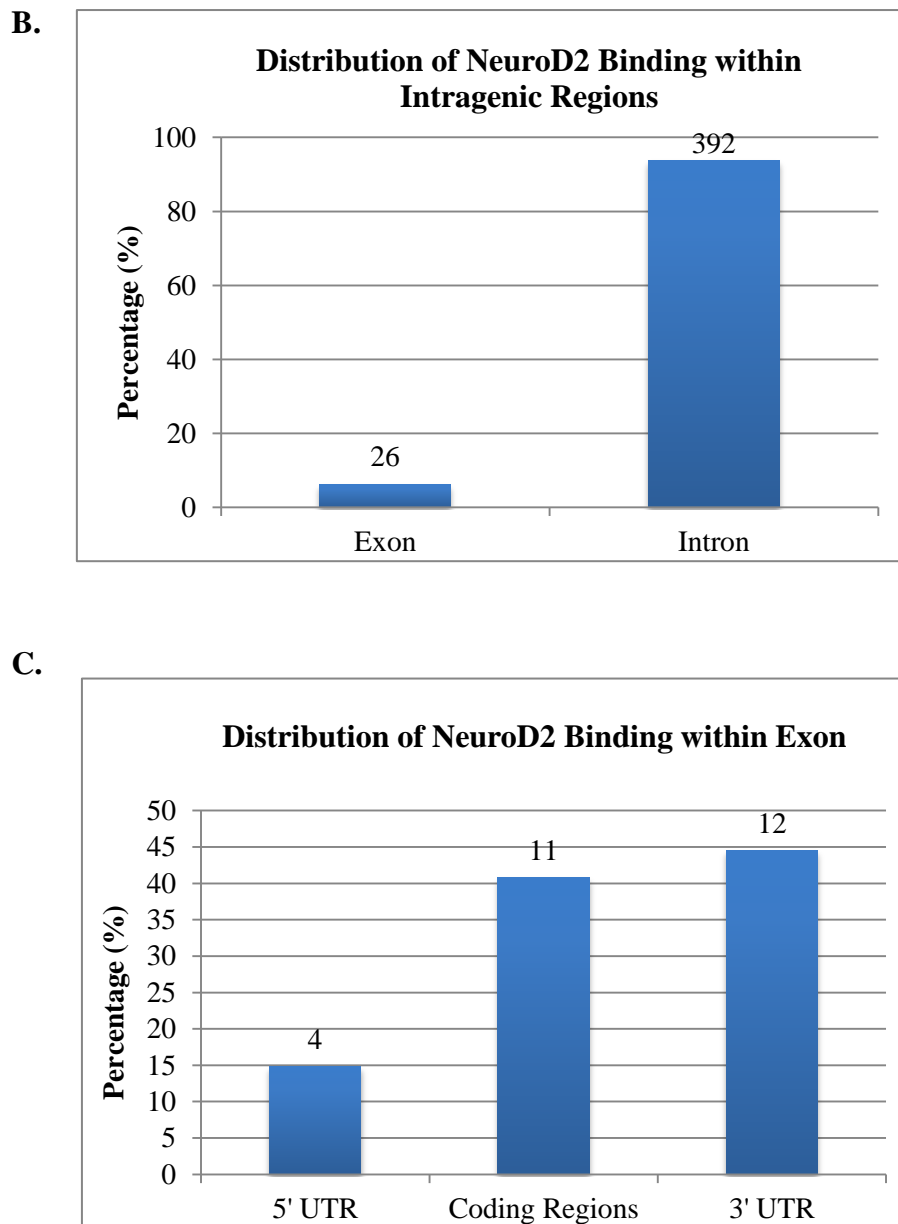 B.
Distribution of NeuroD2 Binding within
Intragenic Regions
Percentage (%)
100
80
60
40
20
0
26
392
Exon
Intron
C.
Distribution of NeuroD2 Binding within Exon
Percentage (%)
50
45
40
35
30
25
20
15
10
5
0
4
11
12
5' UTR
Coding Regions
3' UTR